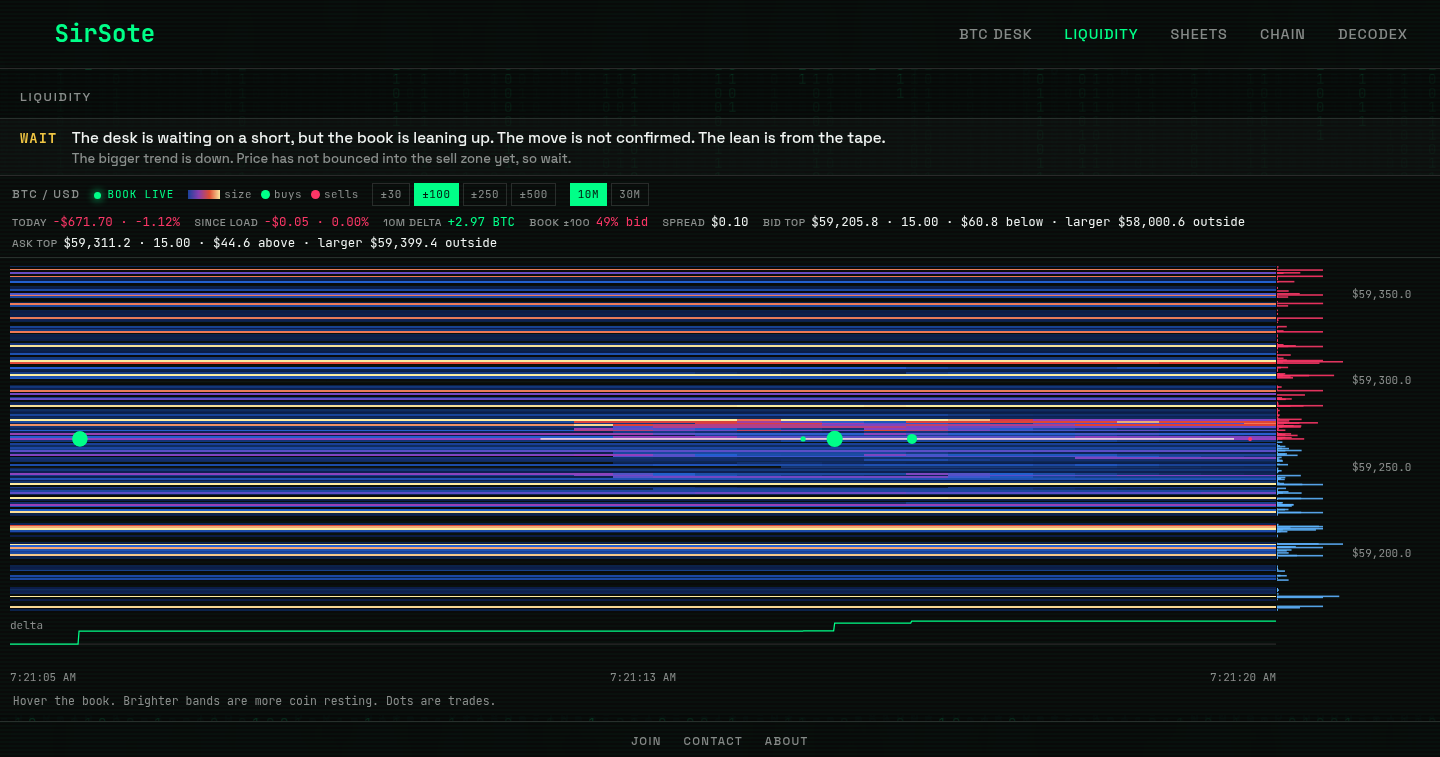 SirSote
BTC DESK LIQUIDITY SHEETS CHAIN DECODEX
LIQUIDITY
WAIT The desk is waiting on a short, but the book is leaning up. The move is not confirmed. The lean is from the tape.
The bigger trend is down. Price has not bounced into the sell zone yet, so wait.
BTC / USD BOOK LIVE size buys sells ±30 ±100 ±250 ±500 10M 30M
TODAY -$671.70 · -1.12% SINCE LOAD -$0.05 · 0.00% 10M DELTA +2.97 BTC BOOK ±100 49% bid SPREAD $0.10 BID TOP $59,205.8 · 15.00 · $60.8 below · larger $58,000.6 outside
ASK TOP $59,311.2 · 15.00 · $44.6 above · larger $59,399.4 outside
$59,350.0
$59,300.0
$59,250.0
$59,200.0
delta
7:21:05 AM 7:21:13 AM 7:21:20 AM
Hover the book. Brighter bands are more coin resting. Dots are trades.
JOIN CONTACT ABOUT